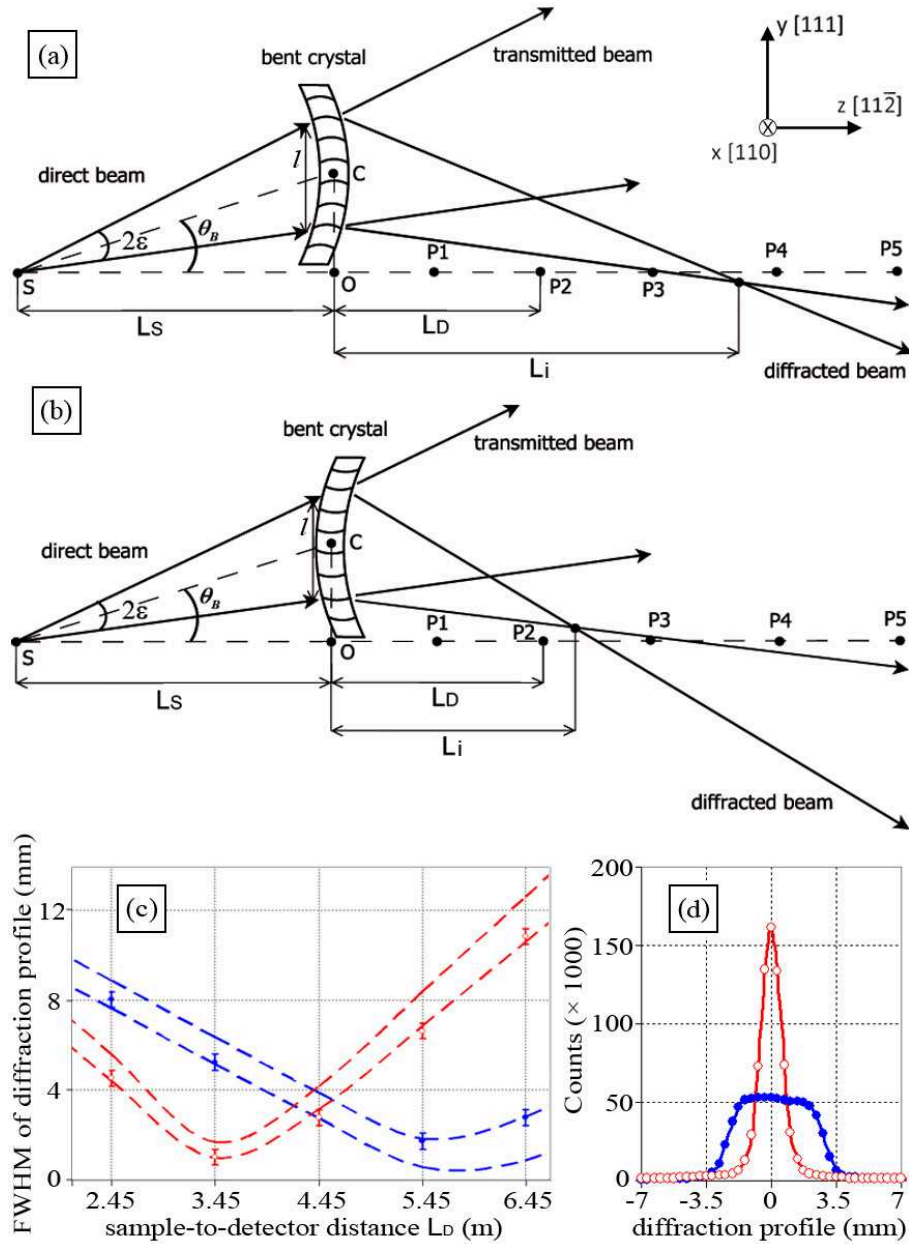 (a)
bent crystal
transmitted beam
y [111]
z [112̅]
x [110]
direct beam
l
C
2ε
θB
S
O
P1
P2
P3
P4
P5
LS
LD
Li
diffracted beam
(b)
bent crystal
transmitted beam
direct beam
l
C
2ε
θB
S
O
P1
P2
P3
P4
P5
LS
LD
Li
diffracted beam
FWHM of diffraction profile (mm)
12
8
4
0
(c)
2.45 3.45 4.45 5.45 6.45
sample-to-detector distance LD (m)
Counts (× 1000)
200
150
100
50
0
(d)
-7 -3.5 0 3.5 7
diffraction profile (mm)